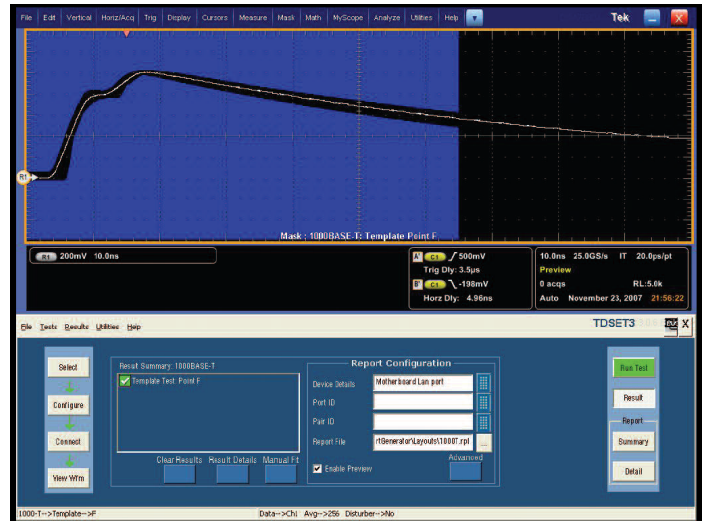 File Edit Vertical Horiz/Acq Trig Display Cursors Measure Mask Math MyScope Analyze Utilities Help Tek X
R1
Mask : 1000BASE-T: Template Point F
R1 200mV 10.0ns
A' C1 500mV
Trig Dly: 3.5µs
B' C1 -198mV
Horz Dly: 4.96ns
10.0ns 25.0GS/s IT 20.0ps/pt
Preview
0 acqs RL:5.0k
Auto November 23, 2007 21:56:22
File Tests Results Utilities Help TDSET3 X
Select
Configure
Connect
View Wfm
Result Summary: 1000BASE-T
Template Test: Point F
Clear Results Result Details Manual Fit
Report Configuration
Device Details Motherboard Lan port
Port ID
Pair ID
Report File rtGenerator\Layouts\1000T.rpl ...
Enable Preview
Advanced
Run Test
Result
Report
Summary
Detail
1000-T-->Template-->F Data-->Ch1 Avg-->256 Disturber-->No